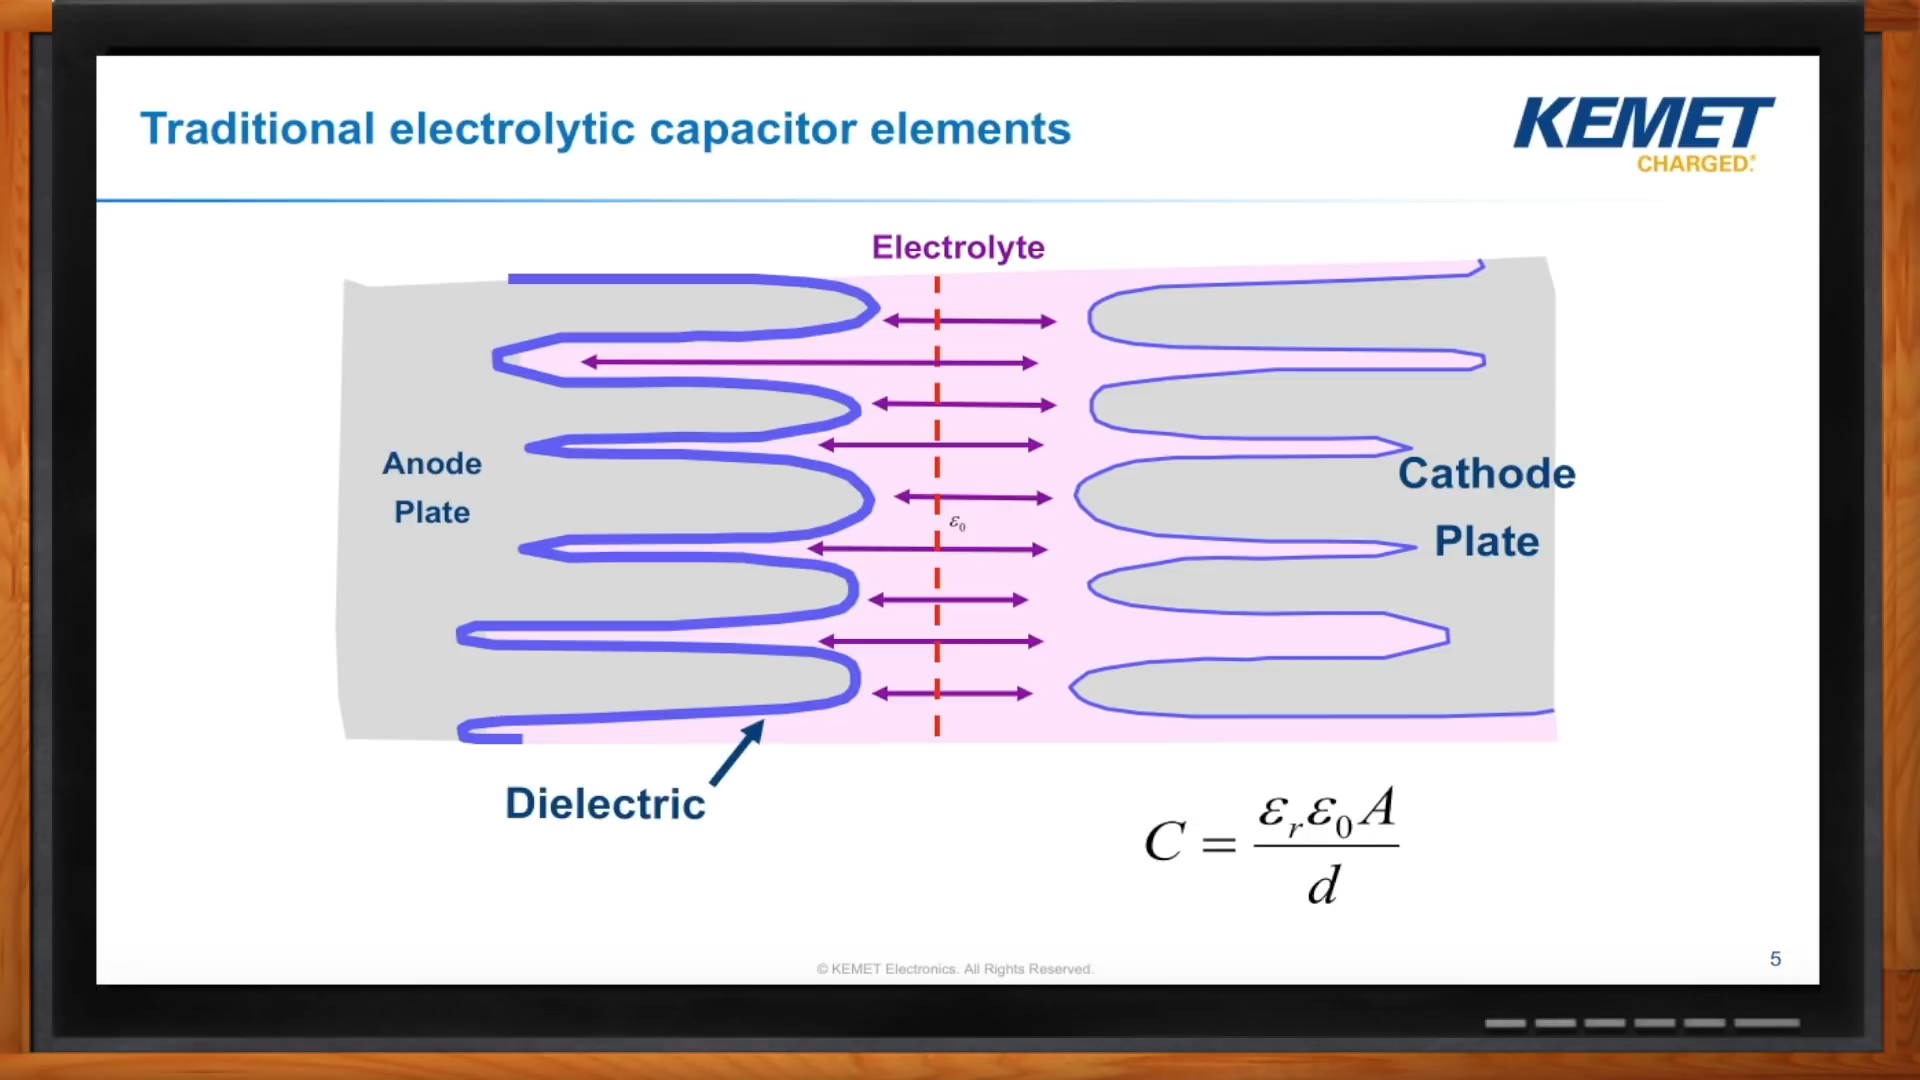 Traditional electrolytic capacitor elements
KEMET
CHARGED.®
Electrolyte
Anode
Plate
ε₀
Cathode
Plate
Dielectric
C = εᵣε₀A / d
© KEMET Electronics. All Rights Reserved.
5